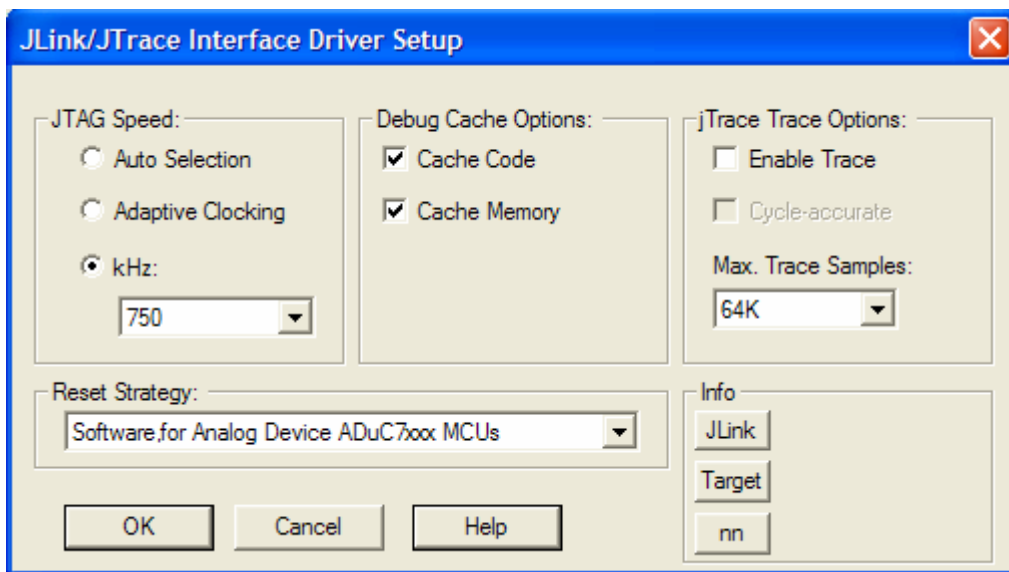 JLink/JTrace Interface Driver Setup
JTAG Speed:
Auto Selection
Adaptive Clocking
kHz:
750
Debug Cache Options:
Cache Code
Cache Memory
jTrace Trace Options:
Enable Trace
Cycle-accurate
Max. Trace Samples:
64K
Reset Strategy:
Software,for Analog Device ADuC7xxx MCUs
Info
JLink
Target
nn
OK
Cancel
Help